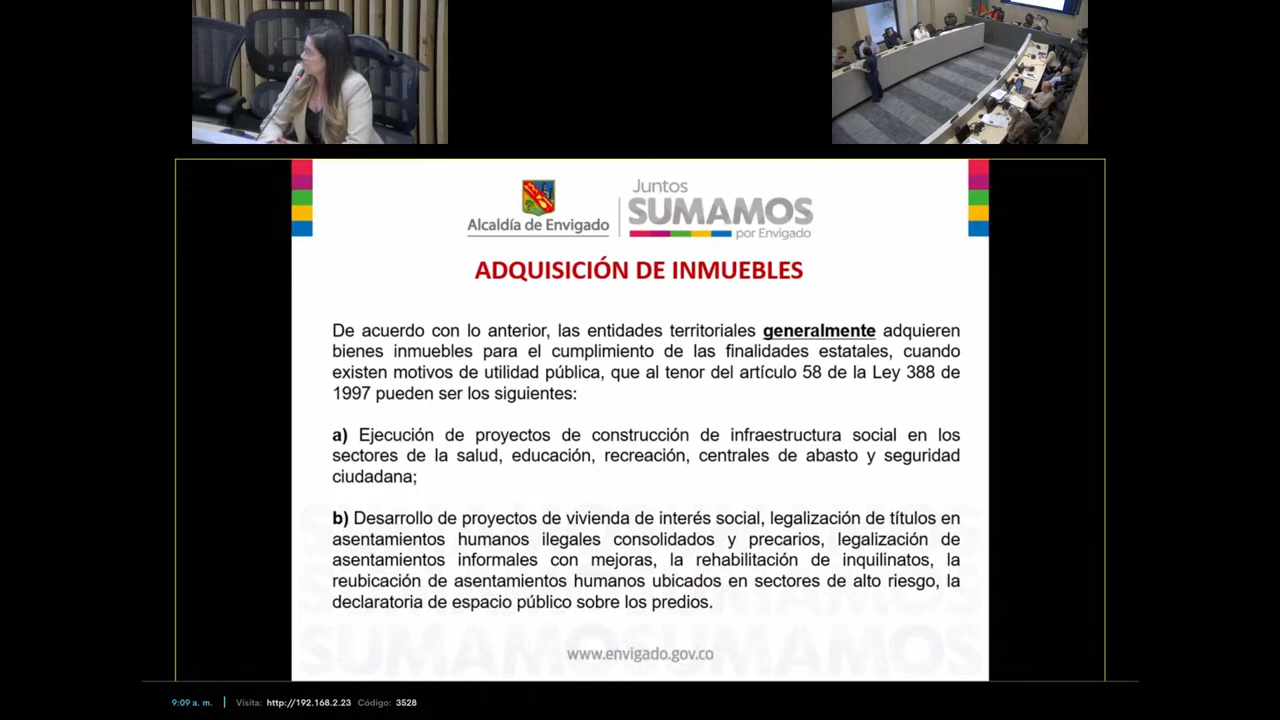 Alcaldía de Envigado
Juntos
SUMAMOS
por Envigado
ADQUISICIÓN DE INMUEBLES
De acuerdo con lo anterior, las entidades territoriales generalmente adquieren
bienes inmuebles para el cumplimiento de las finalidades estatales, cuando
existen motivos de utilidad pública, que al tenor del artículo 58 de la Ley 388 de
1997 pueden ser los siguientes:
a) Ejecución de proyectos de construcción de infraestructura social en los
sectores de la salud, educación, recreación, centrales de abasto y seguridad
ciudadana;
b) Desarrollo de proyectos de vivienda de interés social, legalización de títulos en
asentamientos humanos ilegales consolidados y precarios, legalización de
asentamientos informales con mejoras, la rehabilitación de inquilinatos, la
reubicación de asentamientos humanos ubicados en sectores de alto riesgo, la
declaratoria de espacio público sobre los predios.
SUMAMOSUMAMOS
www.envigado.gov.co
9:09 a. m. | Visita: http://192.168.2.23 Código: 3528